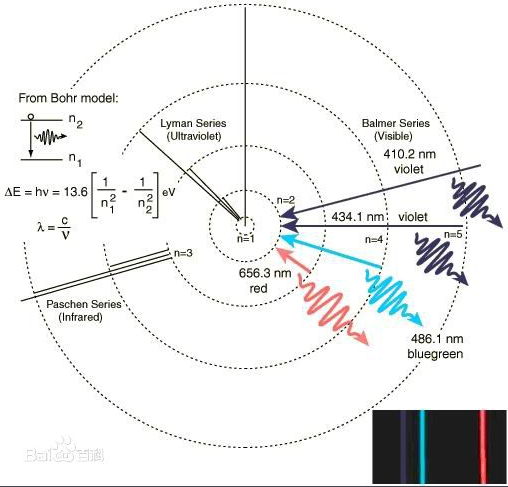 From Bohr model:
n2
n1
ΔE = hν = 13.6 [ 1/n1² - 1/n2² ] eV
λ = c/ν
Lyman Series
(Ultraviolet)
Balmer Series
(Visible)
410.2 nm
violet
n=2
434.1 nm violet
n=1
n=4
n=5
n=3
656.3 nm
red
Paschen Series
(Infrared)
486.1 nm
bluegreen
Bai百科